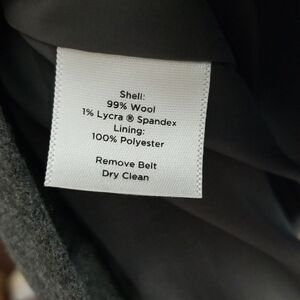 Shell:
99% Wool
1% Lycra ® Spandex
Lining:
100% Polyester
Remove Belt
Dry Clean